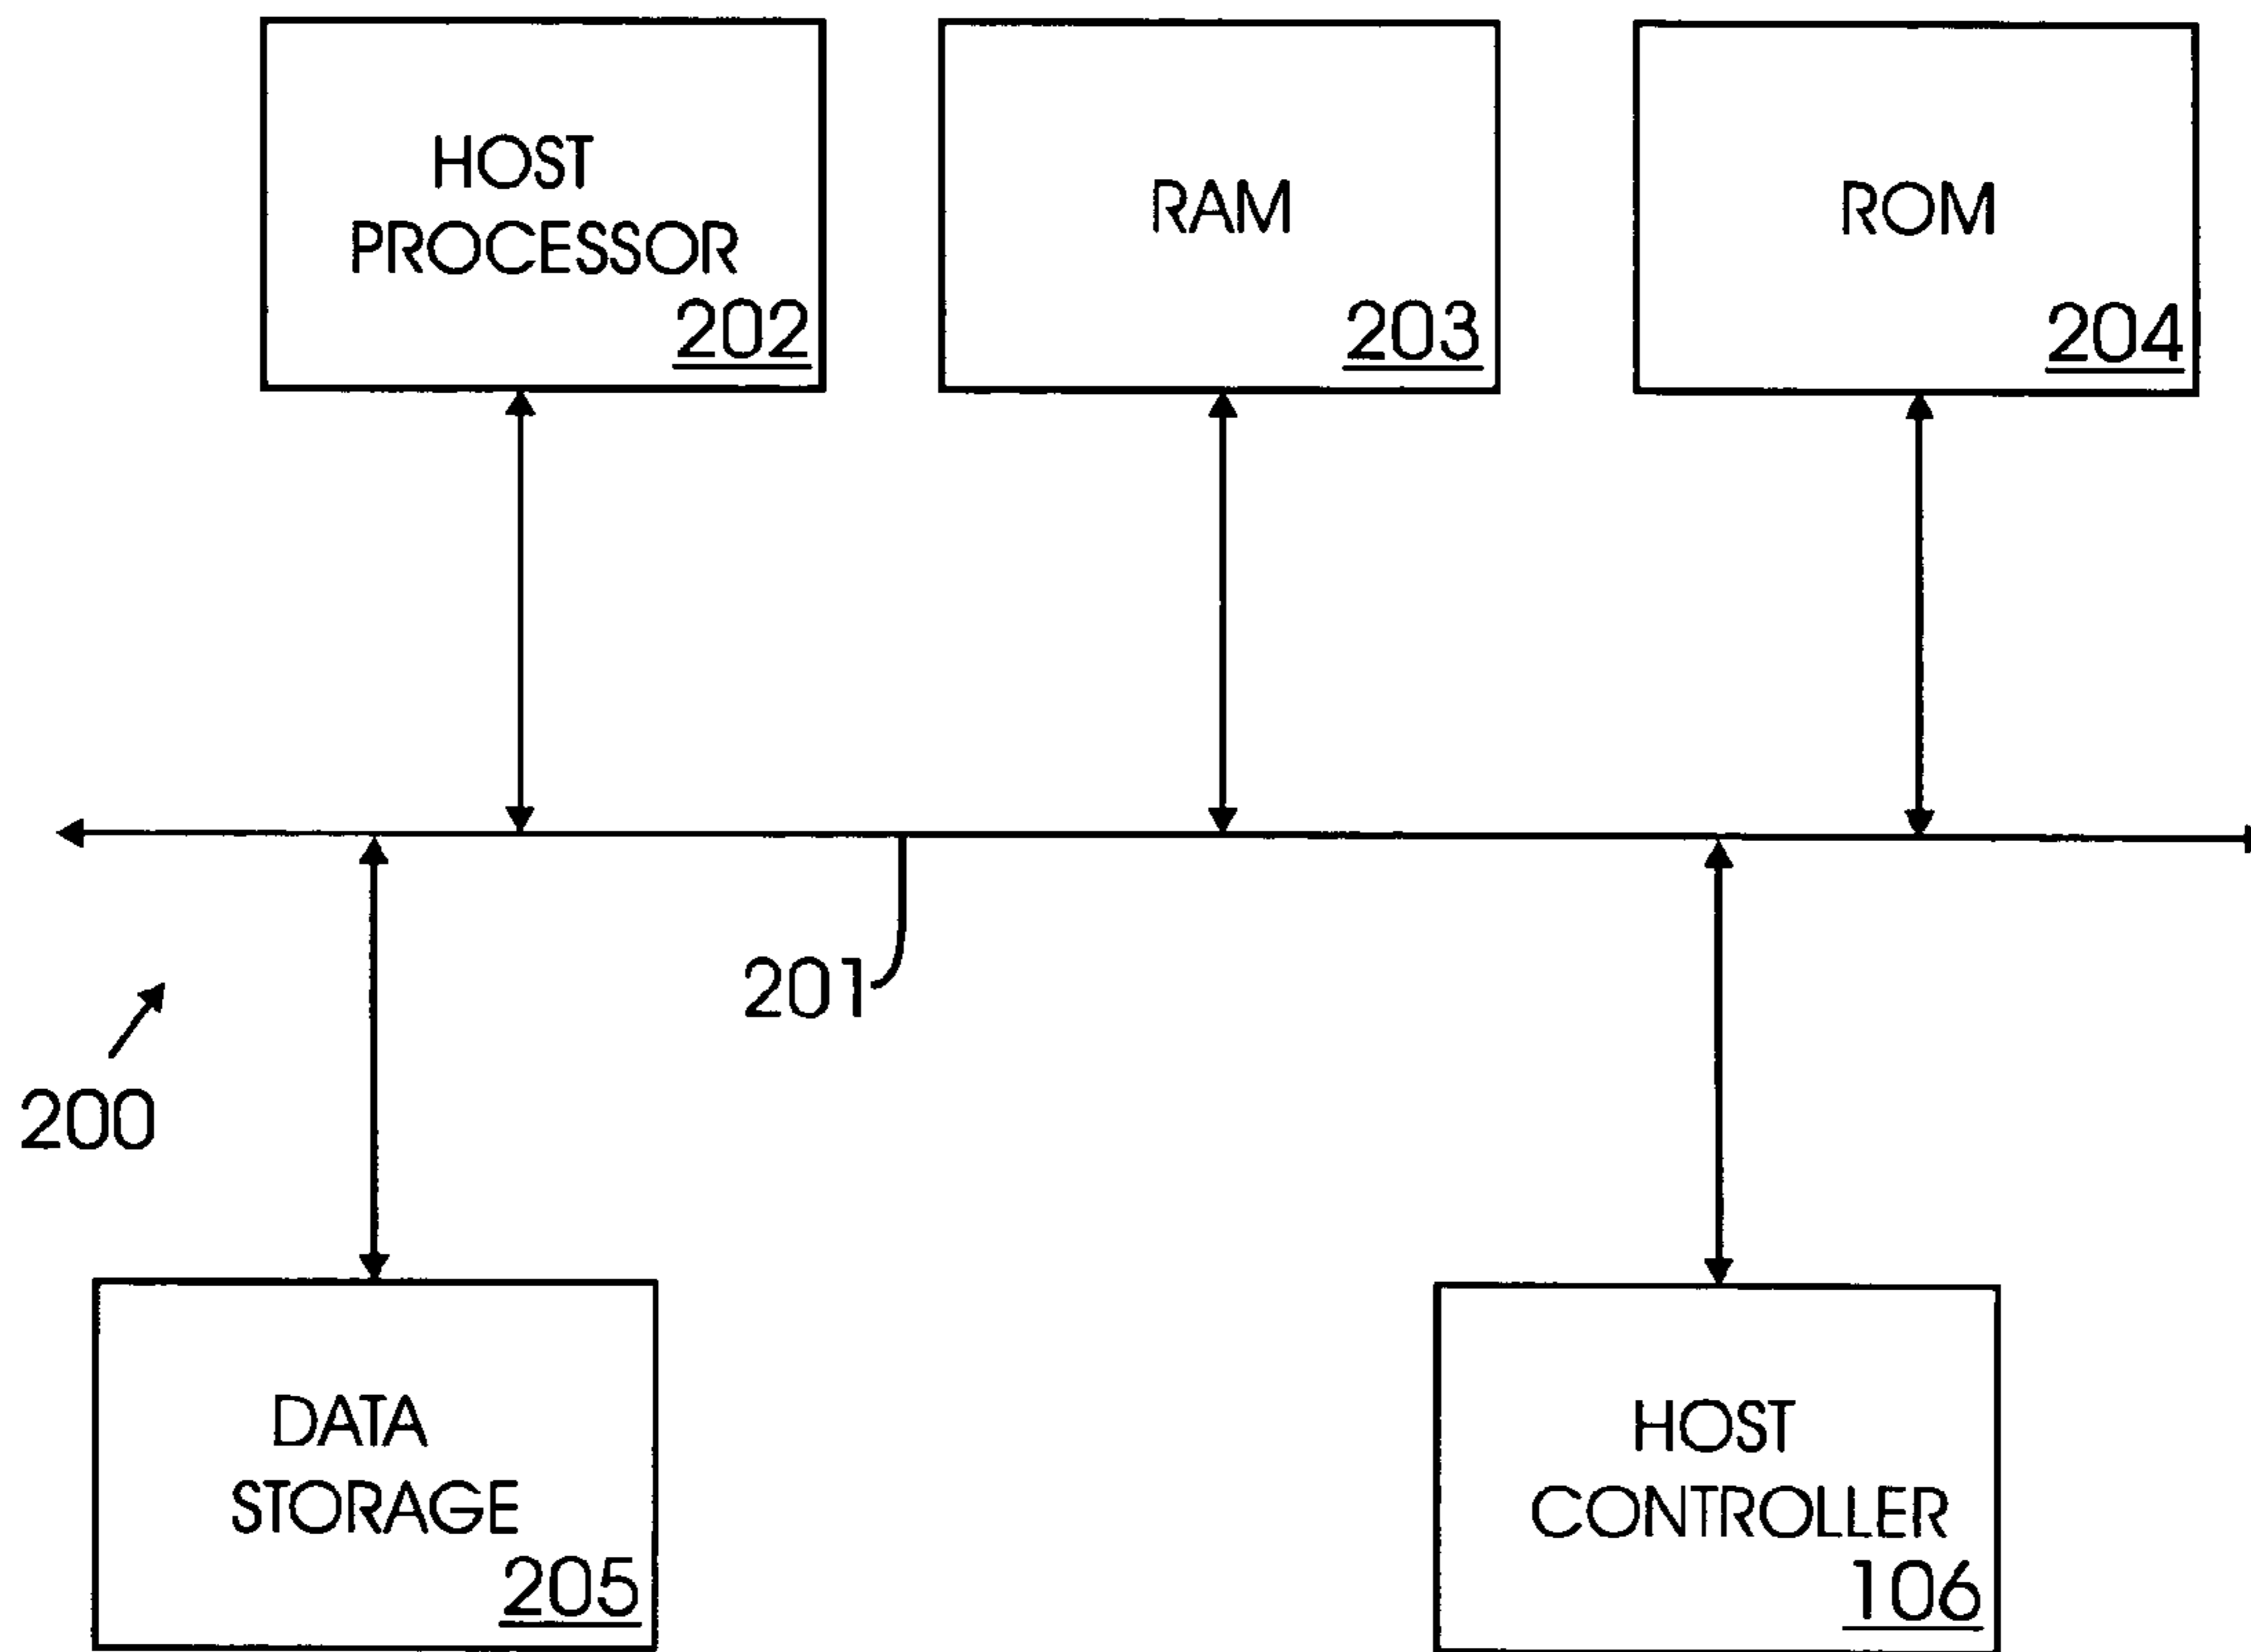 HOST
PROCESSOR
202
RAM
203
ROM
204
201
200
DATA
STORAGE
205
HOST
CONTROLLER
106